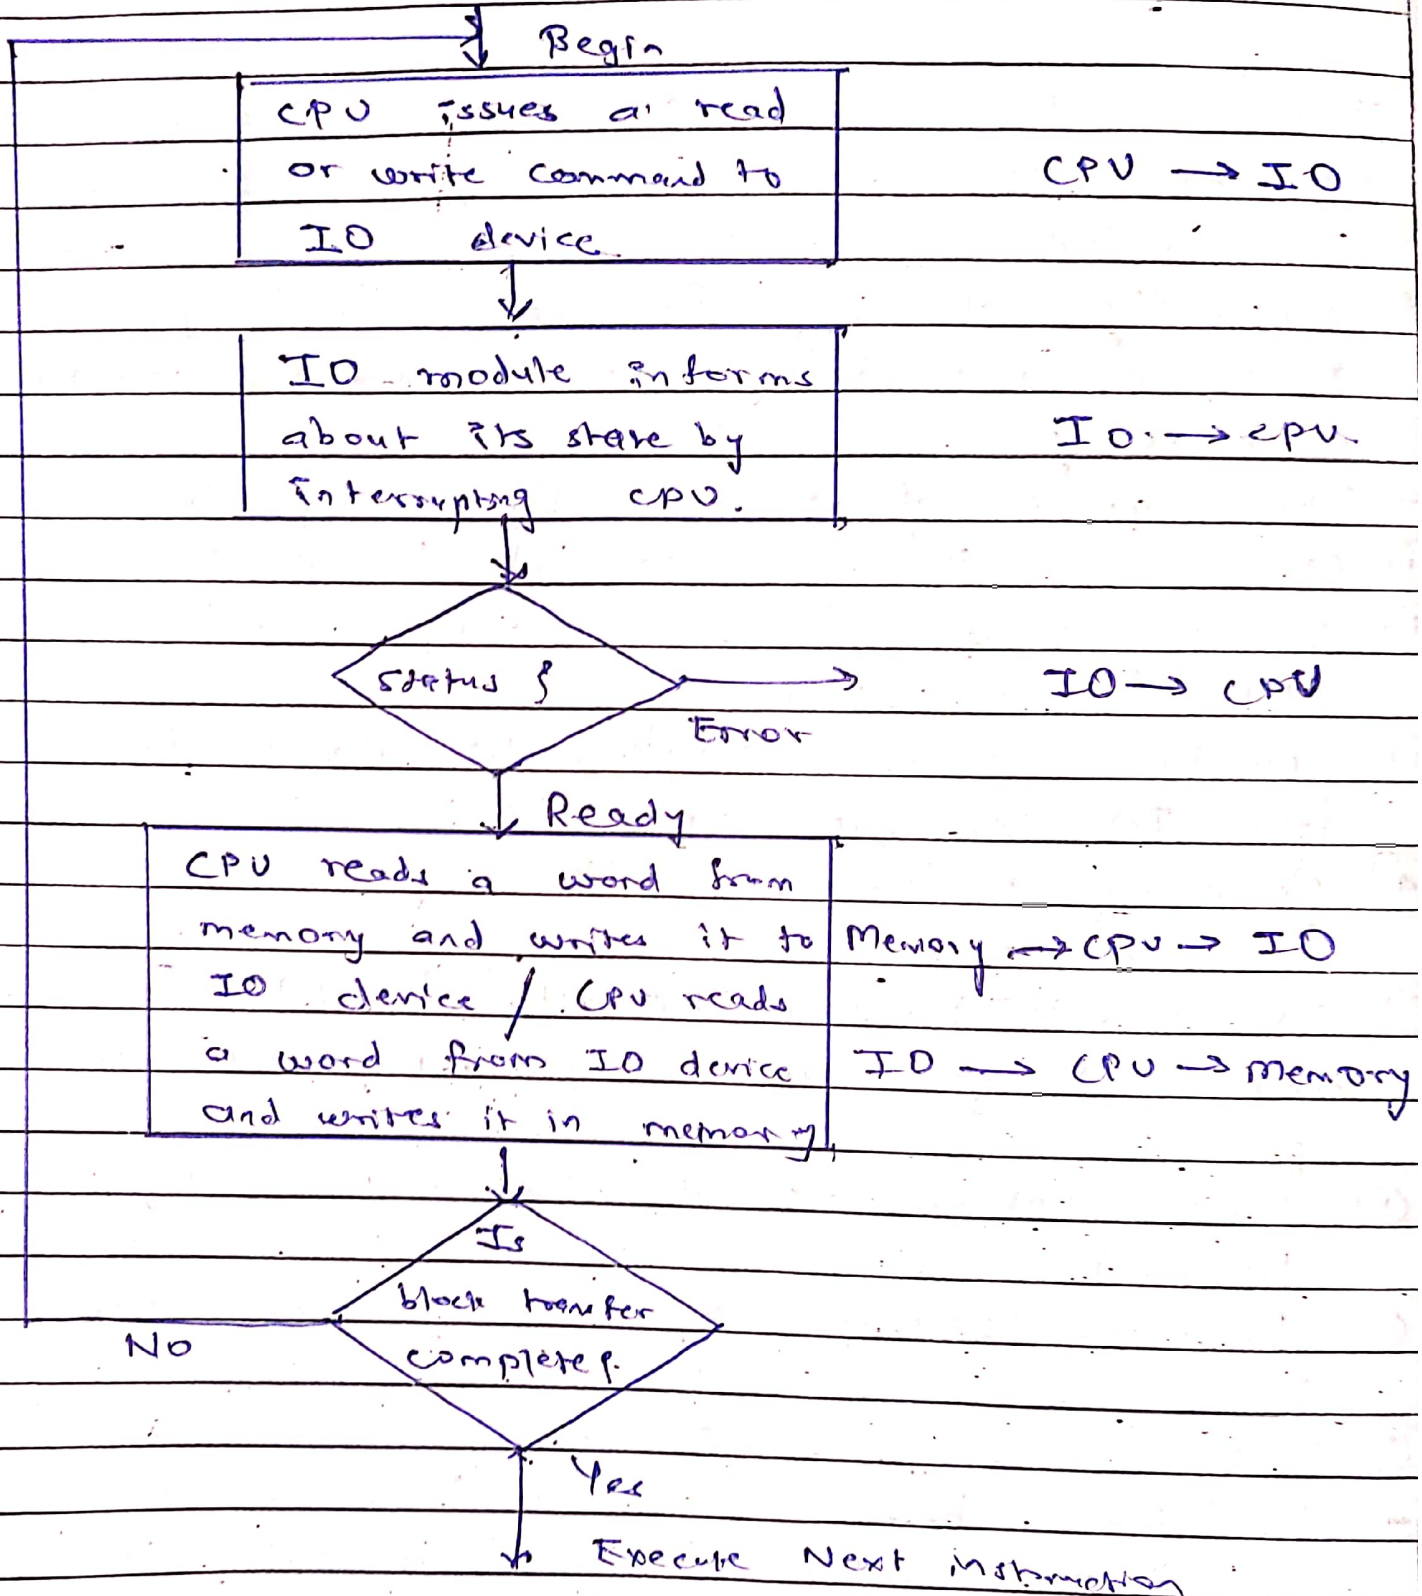 Begin
CPU issues a read
or write command to
CPU → IO
IO device.
IO module informs
about its state by
IO → CPU.
interrupting CPU.
status ?
IO → CPU
Error
Ready
CPU reads a word from
memory and writes it to
Memory → CPU → IO
IO device / CPU reads
a word from IO device
IO → CPU → Memory
and writes it in memory
Is
block transfer
No
complete?
Yes
Execute Next instruction